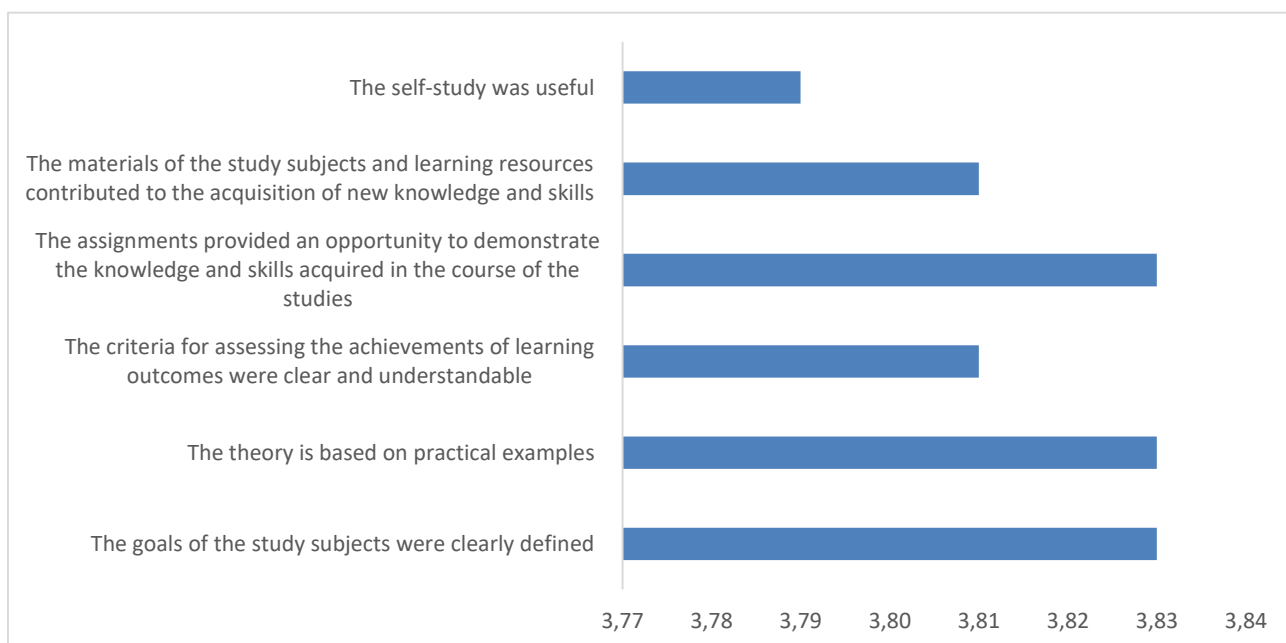 The self-study was useful
The materials of the study subjects and learning resources
contributed to the acquisition of new knowledge and skills
The assignments provided an opportunity to demonstrate
the knowledge and skills acquired in the course of the
studies
The criteria for assessing the achievements of learning
outcomes were clear and understandable
The theory is based on practical examples
The goals of the study subjects were clearly defined
3,77 3,78 3,79 3,80 3,81 3,82 3,83 3,84